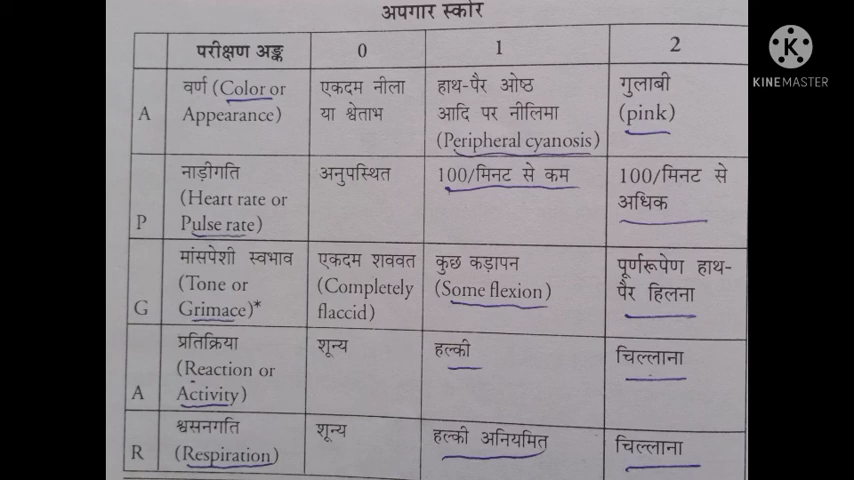 अपगार स्कोर
परीक्षण अङ्क 0 1 2
A वर्ण (Color or Appearance) एकदम नीला या श्वेताभ हाथ-पैर ओष्ठ आदि पर नीलिमा (Peripheral cyanosis) गुलाबी (pink)
P नाड़ीगति (Heart rate or Pulse rate) अनुपस्थित 100/मिनट से कम 100/मिनट से अधिक
G मांसपेशी स्वभाव (Tone or Grimace)* एकदम शववत (Completely flaccid) कुछ कड़ापन (Some flexion) पूर्णरूपेण हाथ-पैर हिलना
A प्रतिक्रिया (Reaction or Activity) शून्य हल्की चिल्लाना
R श्वसनगति (Respiration) शून्य हल्की अनियमित चिल्लाना
K
KINEMASTER